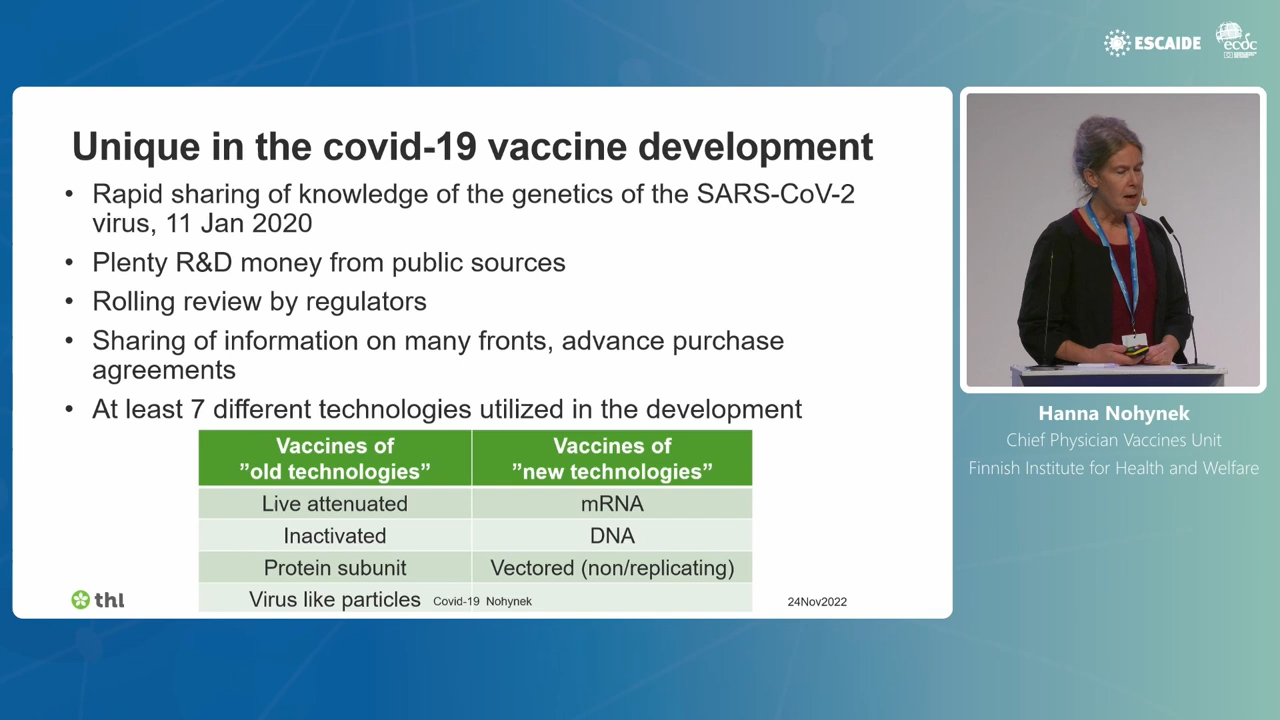 ESCAIDE
ecdc
Unique in the covid-19 vaccine development
• Rapid sharing of knowledge of the genetics of the SARS-CoV-2
virus, 11 Jan 2020
• Plenty R&D money from public sources
• Rolling review by regulators
• Sharing of information on many fronts, advance purchase
agreements
• At least 7 different technologies utilized in the development
Vaccines of
”old technologies”
Vaccines of
”new technologies”
Live attenuated
mRNA
Inactivated
DNA
Protein subunit
Vectored (non/replicating)
Virus like particles
thl
Covid-19 Nohynek
24Nov2022
Hanna Nohynek
Chief Physician Vaccines Unit
Finnish Institute for Health and Welfare